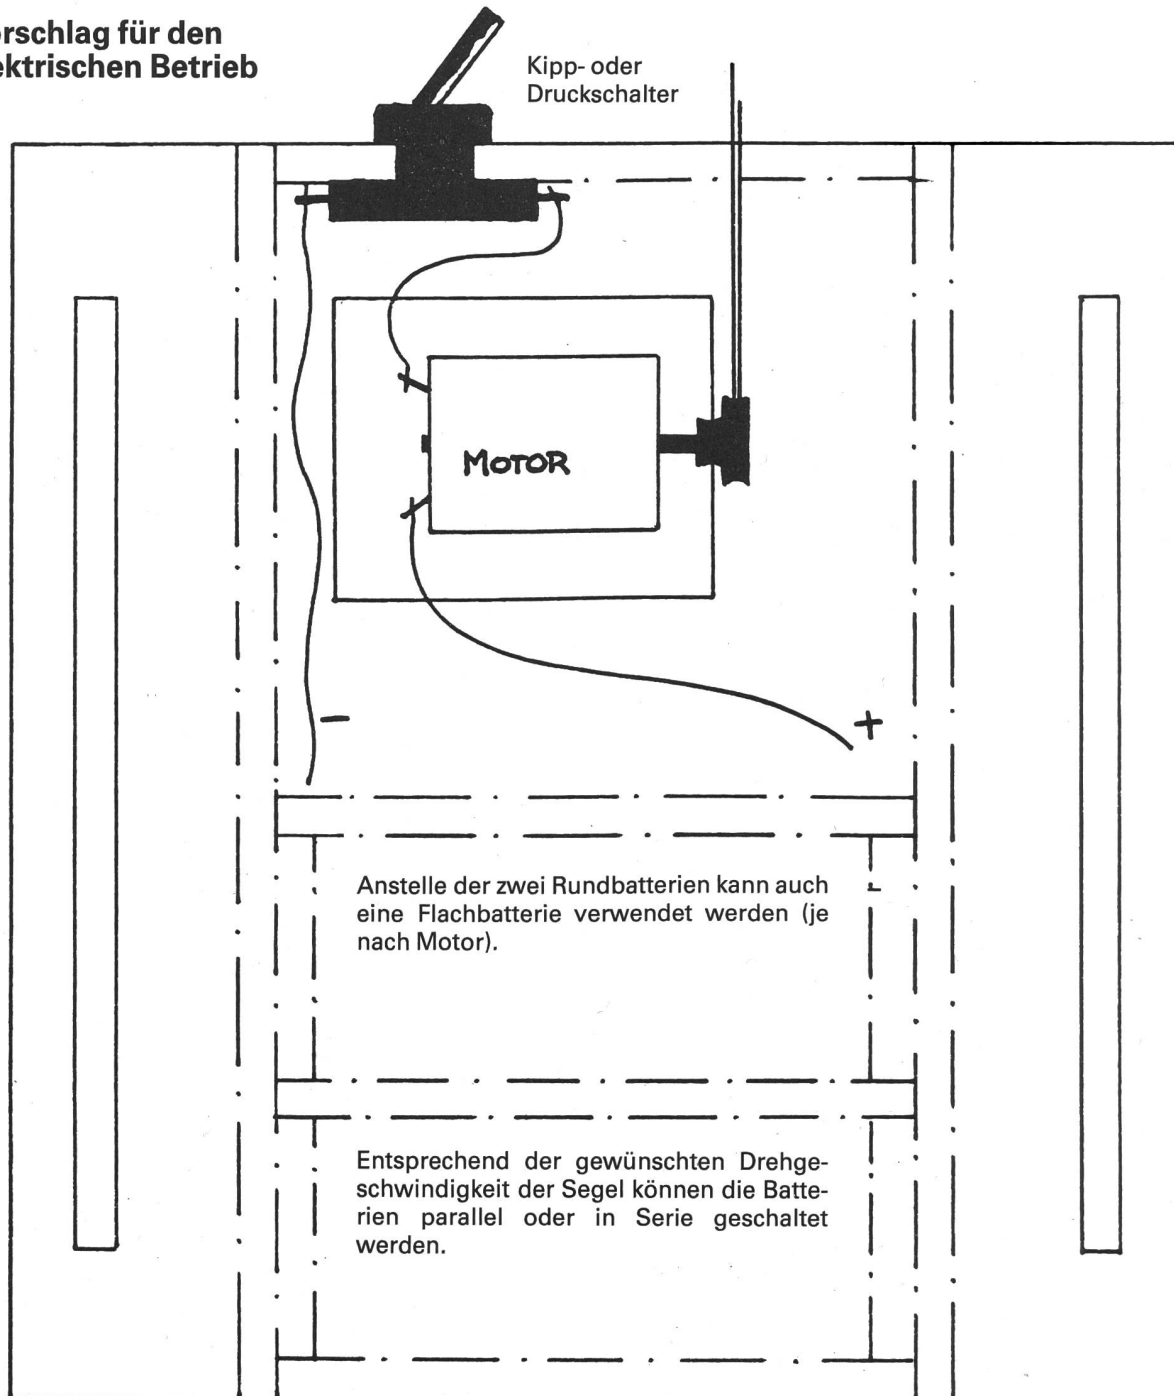 orschlag für den
ektrischen Betrieb
Kipp- oder
Druckschalter
MOTOR
−
+
Anstelle der zwei Rundbatterien kann auch
eine Flachbatterie verwendet werden (je
nach Motor).
Entsprechend der gewünschten Drehge-
schwindigkeit der Segel können die Batte-
rien parallel oder in Serie geschaltet
werden.